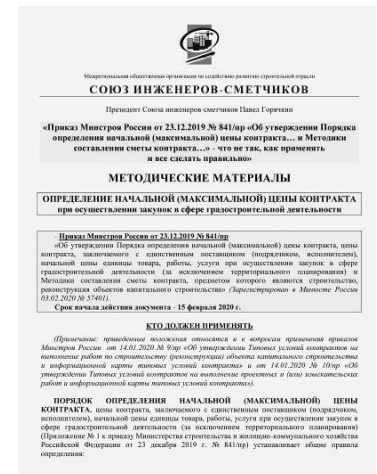 Межрегиональная общественная организация по содействию развитию строительной отрасли
СОЮЗ ИНЖЕНЕРОВ-СМЕТЧИКОВ
Президент Союза инженеров-сметчиков Павел Горячкин
«Приказ Минстроя России от 23.12.2019 № 841/пр «Об утверждении Порядка
определения начальной (максимальной) цены контракта… и Методики
составления сметы контракта…» - что не так, как применять
и все сделать правильно»
МЕТОДИЧЕСКИЕ МАТЕРИАЛЫ
ОПРЕДЕЛЕНИЕ НАЧАЛЬНОЙ (МАКСИМАЛЬНОЙ) ЦЕНЫ КОНТРАКТА
при осуществлении закупок в сфере градостроительной деятельности
Приказ Минстроя России от 23.12.2019 № 841/пр
«Об утверждении Порядка определения начальной (максимальной) цены контракта, цены
контракта, заключаемого с единственным поставщиком (подрядчиком, исполнителем),
начальной цены единицы товара, работы, услуги при осуществлении закупок в сфере
градостроительной деятельности (за исключением территориального планирования) и
Методики составления сметы контракта, предметом которого являются строительство,
реконструкция объектов капитального строительства» (Зарегистрирован в Минюсте России
03.02.2020 № 57401).
Срок начала действия документа - 15 февраля 2020 г.
КТО ДОЛЖЕН ПРИМЕНЯТЬ
(Примечание: приведенные положения относятся и к вопросам применения приказов
Минстроя России от 14.01.2020 № 9/пр «Об утверждении Типовых условий контрактов на
выполнение работ по строительству (реконструкции) объекта капитального строительства
и информационной карты типовых условий контракта» и от 14.01.2020 № 10/пр «Об
утверждении Типовых условий контрактов на выполнение проектных и (или) изыскательских
работ и информационной карты типовых условий контракта»).
ПОРЯДОК ОПРЕДЕЛЕНИЯ НАЧАЛЬНОЙ (МАКСИМАЛЬНОЙ) ЦЕНЫ
КОНТРАКТА, цены контракта, заключаемого с единственным поставщиком (подрядчиком,
исполнителем), начальной цены единицы товара, работы, услуги при осуществлении закупок в
сфере градостроительной деятельности (за исключением территориального планирования)
(Приложение № 1 к приказу Министерства строительства и жилищно-коммунального хозяйства
Российской Федерации от 23 декабря 2019 г. № 841/пр) устанавливает общие правила
определения: